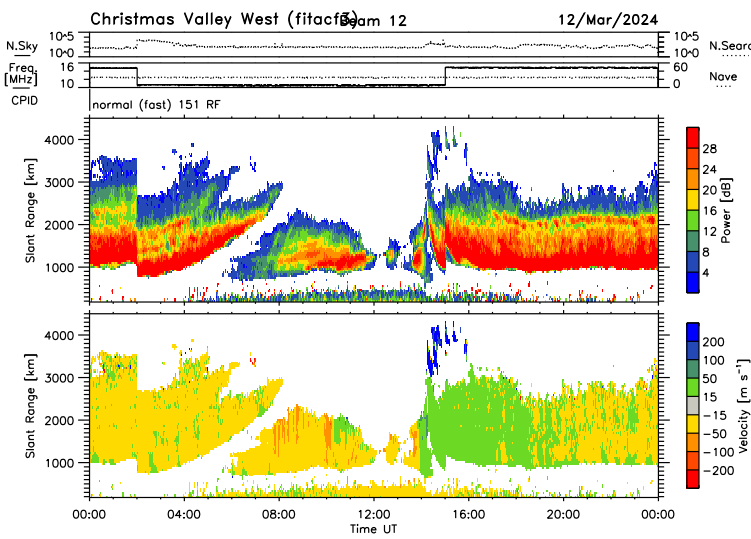 Christmas Valley West (fitacf3) Beam 12 12/Mar/2024
N.Sky 10^5 10^0 10^5 10^0 N.Searc
Freq. [MHz] 16 10 60 0 Nave
CPID normal (fast) 151 RF
Slant Range [km] 4000 3000 2000 1000
Power [dB] 28 24 20 16 12 8 4
Slant Range [km] 4000 3000 2000 1000
Velocity [m s⁻¹] 200 100 50 15 −15 −50 −100 −200
00:00 04:00 08:00 12:00 16:00 20:00 00:00
Time UT